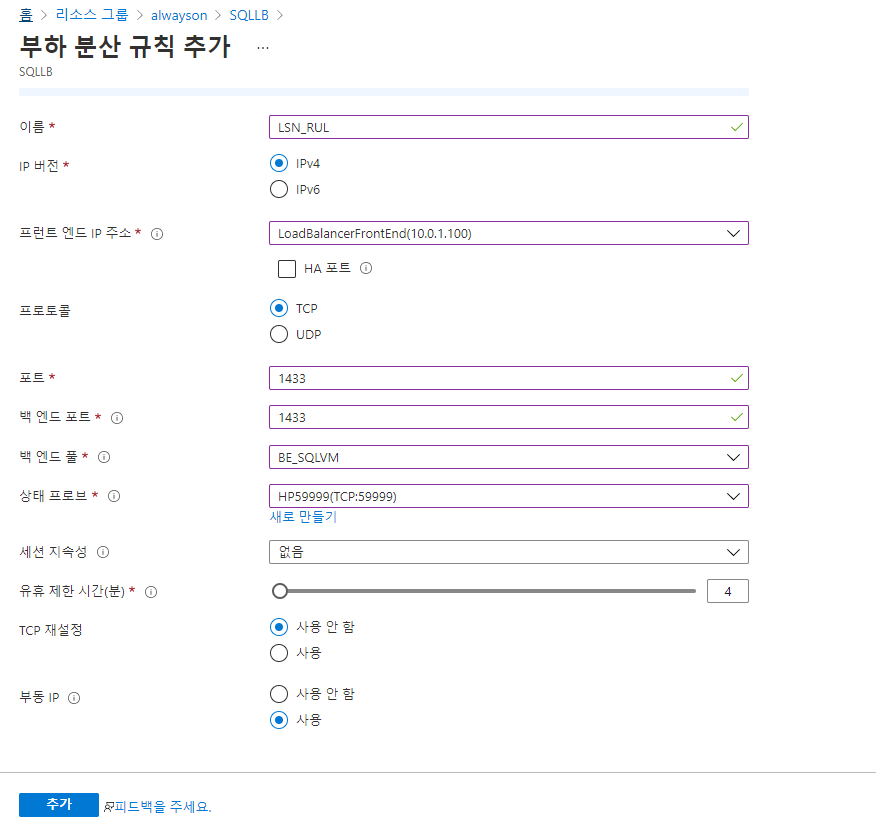 홈 > 리소스 그룹 > alwayson > SQLLB >
부하 분산 규칙 추가 ...
SQLLB
이름 * LSN_RUL
IP 버전 * IPv4
IPv6
프런트 엔드 IP 주소 * LoadBalancerFrontEnd(10.0.1.100)
HA 포트
프로토콜 TCP
UDP
포트 * 1433
백 엔드 포트 * 1433
백 엔드 풀 * BE_SQLVM
상태 프로브 * HP59999(TCP:59999)
새로 만들기
세션 지속성 없음
유휴 제한 시간(분) * 4
TCP 재설정 사용 안 함
사용
부동 IP 사용 안 함
사용
추가 피드백을 주세요.